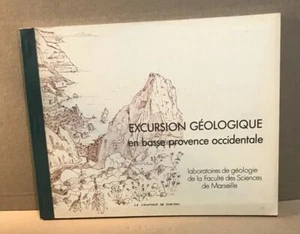 EXCURSION GÉOLOGIQUE
en basse provence occidentale
laboratoires de géologie
de la Faculté des Sciences
de Marseille